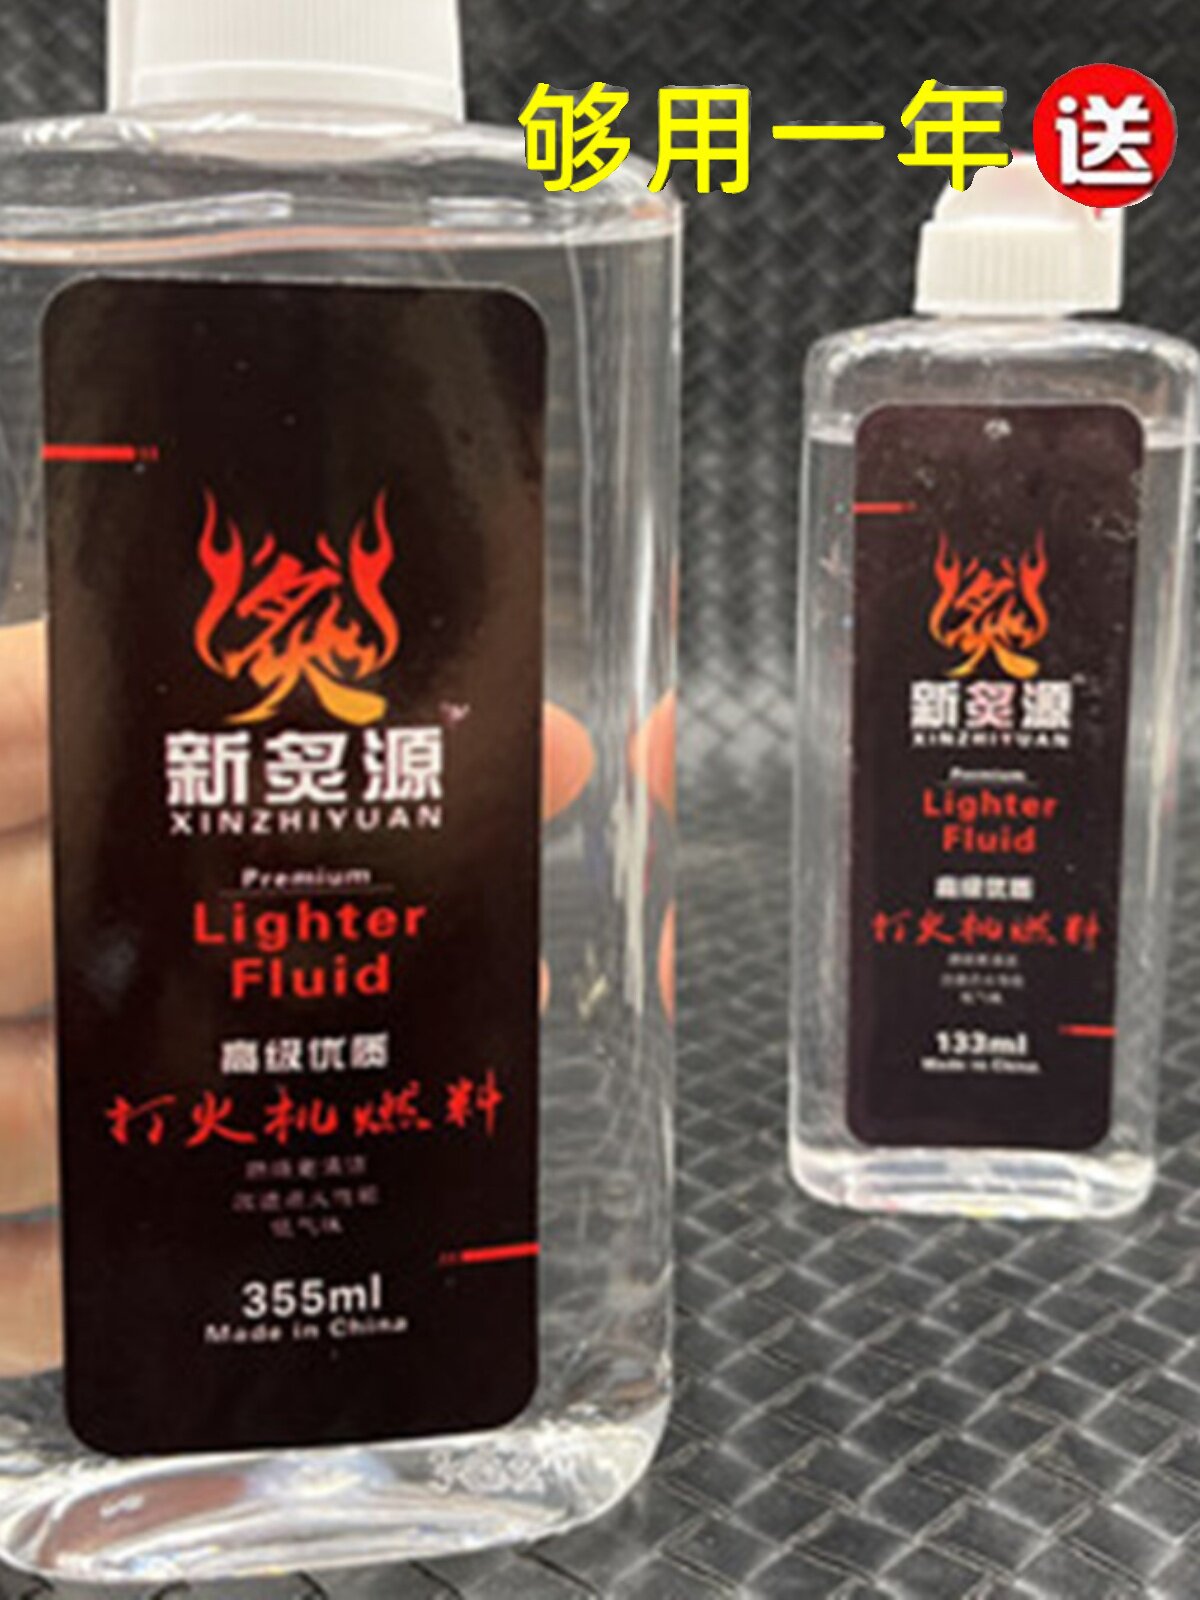 够用一年 送
新炙源
XINZHIYUAN
Premium
Lighter
Fluid
高级优质
打火机燃料
355ml
Made in China
新炙源
XINZHIYUAN
Premium
Lighter
Fluid
高级优质
打火机燃料
133ml
Made in China